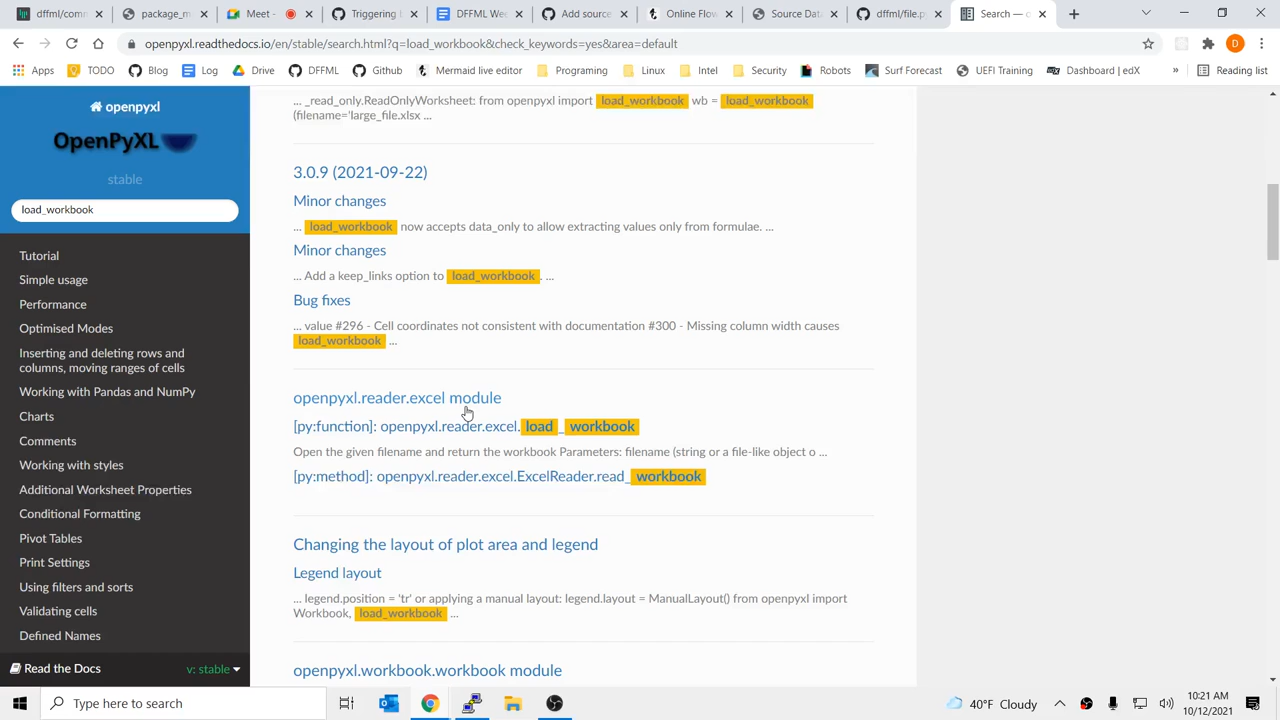 dffml/comm
package_m
Meet -
Triggering l
DFFML We
Add source
Online Flow
Source Data
dffml/file.p
Search — o
openpyxl.readthedocs.io/en/stable/search.html?q=load_workbook&check_keywords=yes&area=default
Apps
TODO
Blog
Log
Drive
DFFML
Github
Mermaid live editor
Programing
Linux
Intel
Security
Robots
Surf Forecast
UEFI Training
Dashboard | edX
»
Reading list
openpyxl
OpenPyXL
stable
load_workbook
Tutorial
Simple usage
Performance
Optimised Modes
Inserting and deleting rows and
columns, moving ranges of cells
Working with Pandas and NumPy
Charts
Comments
Working with styles
Additional Worksheet Properties
Conditional Formatting
Pivot Tables
Print Settings
Using filters and sorts
Validating cells
Defined Names
Read the Docs
v: stable
... _read_only.ReadOnlyWorksheet: from openpyxl import load_workbook wb = load_workbook
(filename='large_file.xlsx ...
3.0.9 (2021-09-22)
Minor changes
... load_workbook now accepts data_only to allow extracting values only from formulae. ...
Minor changes
... Add a keep_links option to load_workbook. ...
Bug fixes
... value #296 - Cell coordinates not consistent with documentation #300 - Missing column width causes
load_workbook ...
openpyxl.reader.excel module
[py:function]: openpyxl.reader.excel.load_workbook
Open the given filename and return the workbook Parameters: filename (string or a file-like object o ...
[py:method]: openpyxl.reader.excel.ExcelReader.read_workbook
Changing the layout of plot area and legend
Legend layout
... legend.position = 'tr' or applying a manual layout: legend.layout = ManualLayout() from openpyxl import
Workbook, load_workbook ...
openpyxl.workbook.workbook module
Type here to search
40°F Cloudy
10:21 AM
10/12/2021